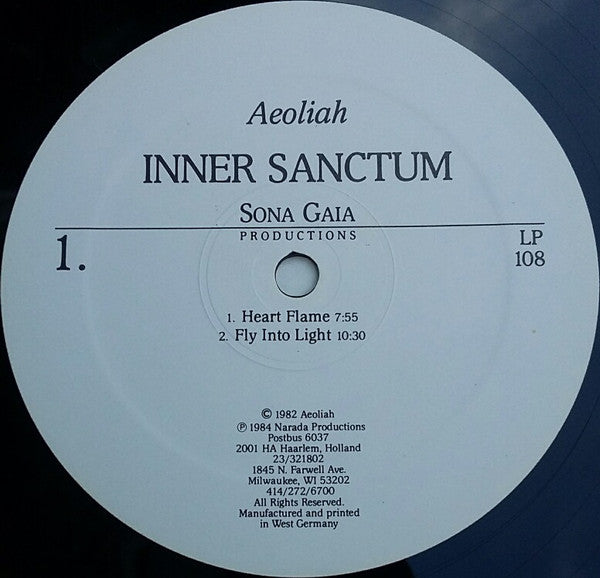 Aeoliah
INNER SANCTUM
SONA GAIA
PRODUCTIONS
1.
LP
108
1. Heart Flame 7:55
2. Fly Into Light 10:30
© 1982 Aeoliah
℗ 1984 Narada Productions
Postbus 6037
2001 HA Haarlem, Holland
23/321802
1845 N. Farwell Ave.
Milwaukee, WI 53202
414/272/6700
All Rights Reserved.
Manufactured and printed
in West Germany